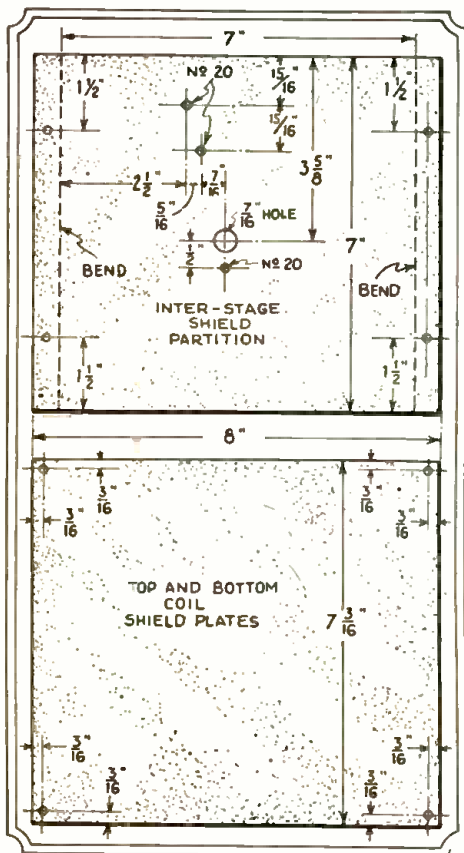 7"
1 1/2"
Nº 20
15/16"
1 1/2"
15/16"
3 5/8"
2 1/2"
5/16"
7/16"
7/16" HOLE
1/2"
7"
Nº 20
BEND
BEND
INTER-STAGE
SHIELD
PARTITION
1 1/2"
1 1/2"
8"
3/16"
3/16"
3/16"
3/16"
TOP AND BOTTOM
COIL
SHIELD PLATES
7 3/16"
3/16"
3/16"
3/16"
3/16"